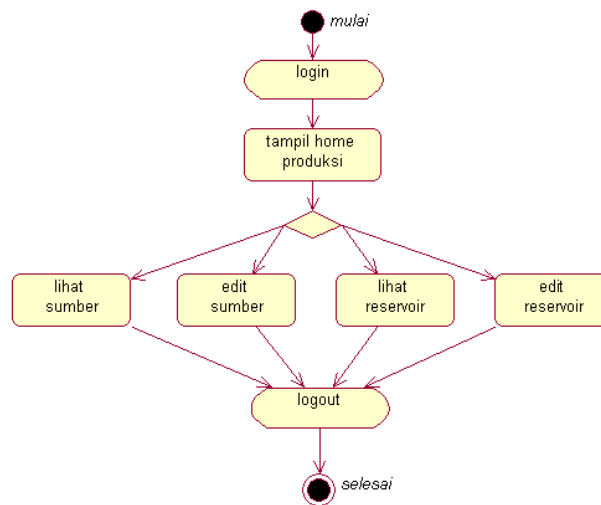 mulai
login
tampil home
produksi
lihat
sumber
edit
sumber
lihat
reservoir
edit
reservoir
logout
selesai